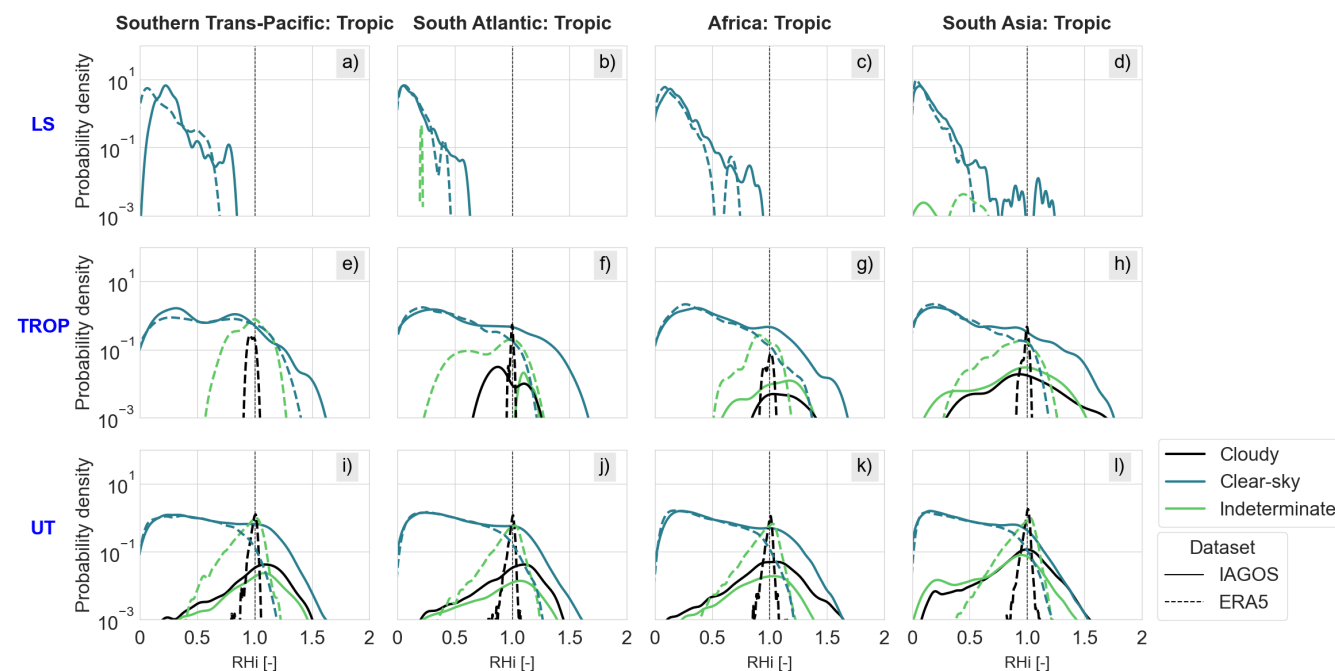 Southern Trans-Pacific: Tropic South Atlantic: Tropic Africa: Tropic South Asia: Tropic
LS
Probability density
10^1
10^-1
10^-3
a) b) c) d)
TROP
Probability density
10^1
10^-1
10^-3
e) f) g) h)
UT
Probability density
10^1
10^-1
10^-3
i) j) k) l)
0 0.5 1.0 1.5 2 0 0.5 1.0 1.5 2 0 0.5 1.0 1.5 2 0 0.5 1.0 1.5 2
RHi [-] RHi [-] RHi [-] RHi [-]
Cloudy
Clear-sky
Indeterminate
Dataset
IAGOS
ERA5